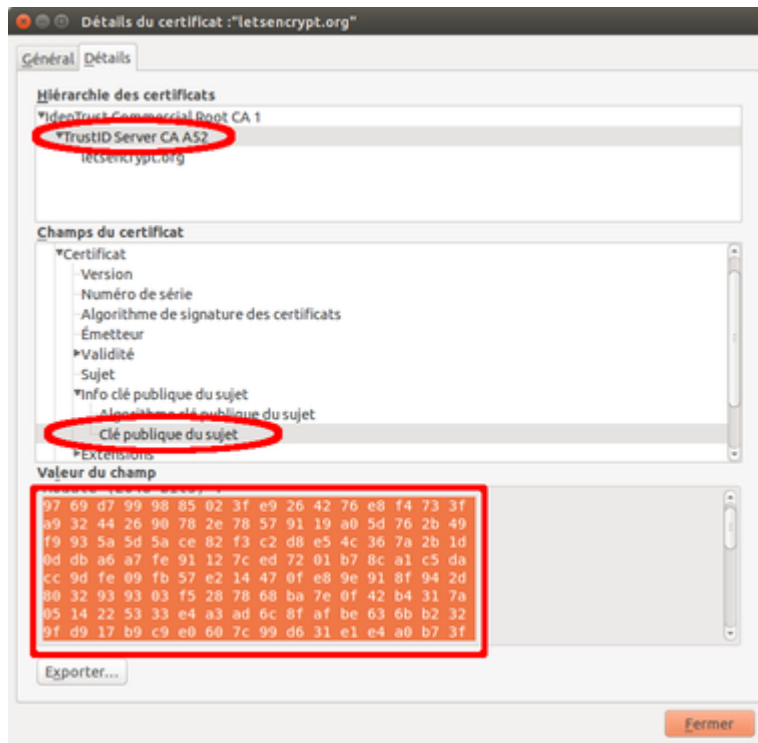 Détails du certificat :"letsencrypt.org"
Général Détails
Hiérarchie des certificats
IdenTrust Commercial Root CA 1
TrustID Server CA A52
letsencrypt.org
Champs du certificat
Certificat
Version
Numéro de série
Algorithme de signature des certificats
Émetteur
Validité
Sujet
Info clé publique du sujet
Algorithme clé publique du sujet
Clé publique du sujet
Extensions
Valeur du champ
97 69 d7 99 98 85 02 3f e9 26 42 76 e8 f4 73 3f
a9 32 44 26 90 78 2e 78 57 91 19 a0 5d 76 2b 49
f9 93 5a 5d 5a ce 82 f3 c2 d8 e5 4c 36 7a 2b 1d
0d db a6 a7 fe 91 12 7c ed 72 01 b7 8c a1 c5 da
cc 9d fe 09 fb 57 e2 14 47 0f e8 9e 91 8f 94 2d
80 32 93 93 03 f5 28 78 68 ba 7e 0f 42 b4 31 7a
05 14 22 53 33 e4 a3 ad 6c 8f af be 63 6b b2 32
9f d9 17 b9 c9 e0 60 7c 99 d6 31 e1 e4 a0 b7 3f
Exporter...
Fermer